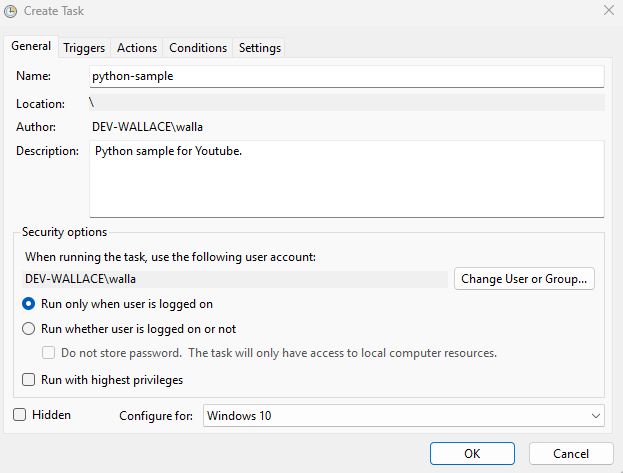 Create Task
General Triggers Actions Conditions Settings
Name: python-sample
Location: \
Author: DEV-WALLACE\walla
Description: Python sample for Youtube.
Security options
When running the task, use the following user account:
DEV-WALLACE\walla Change User or Group...
Run only when user is logged on
Run whether user is logged on or not
Do not store password. The task will only have access to local computer resources.
Run with highest privileges
Hidden Configure for: Windows 10
OK Cancel